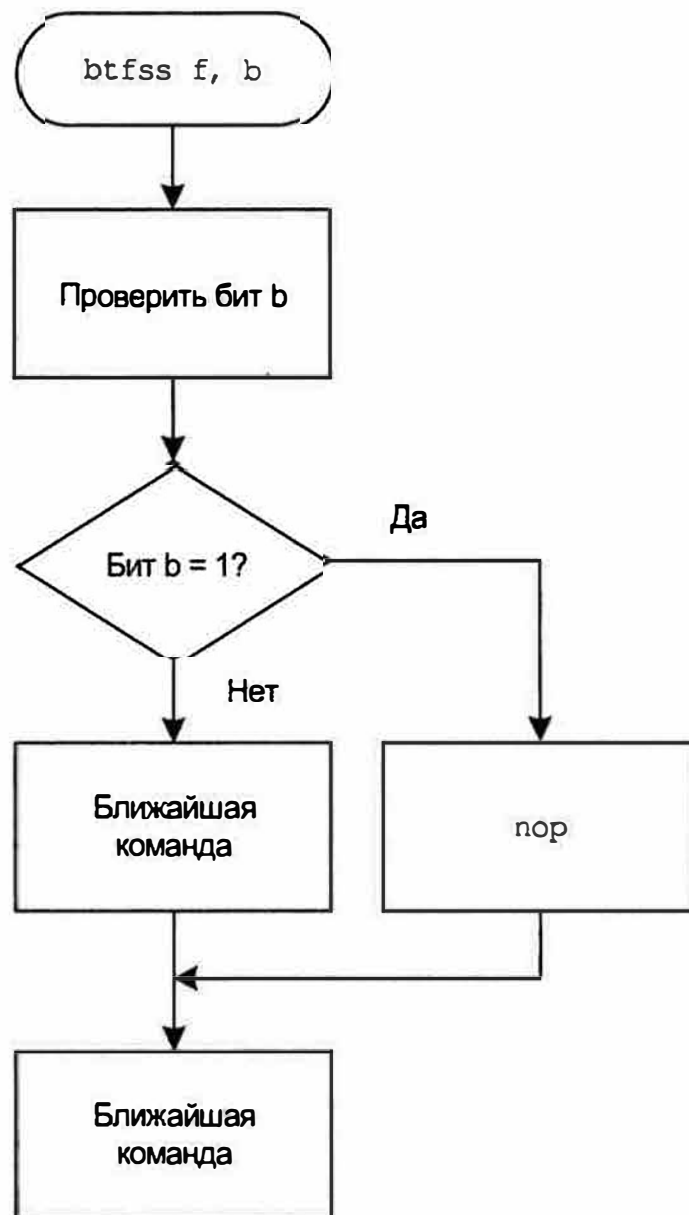 btfss f, b
Проверить бит b
Бит b = 1?
Да
Нет
Ближайшая
команда
nop
Ближайшая
команда